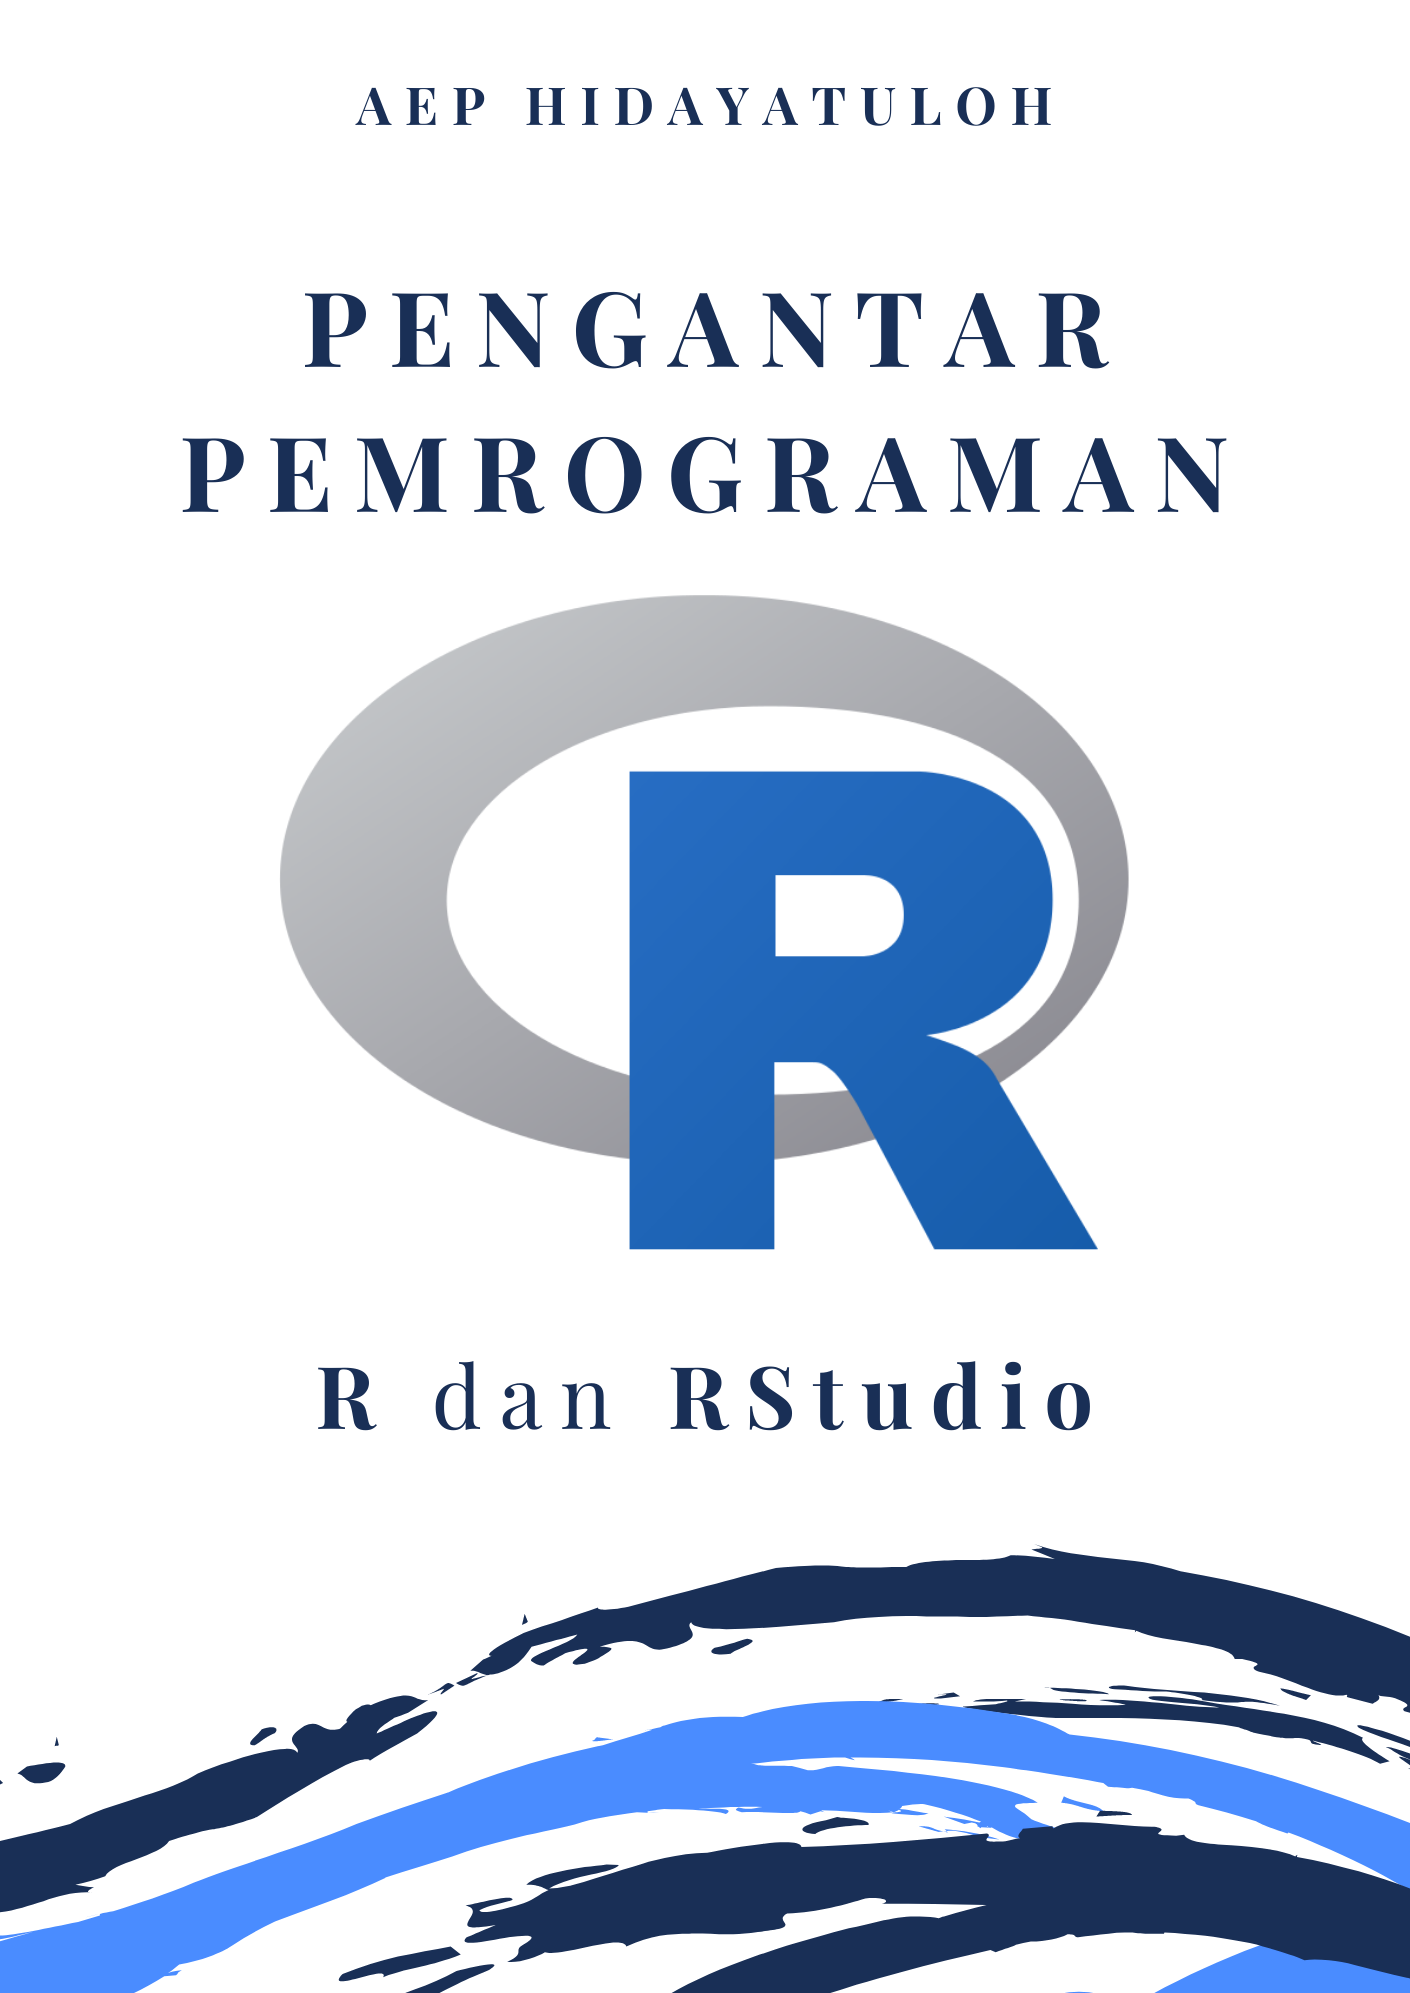 AEP HIDAYATULOH
PENGANTAR
PEMROGRAMAN
R
R dan RStudio